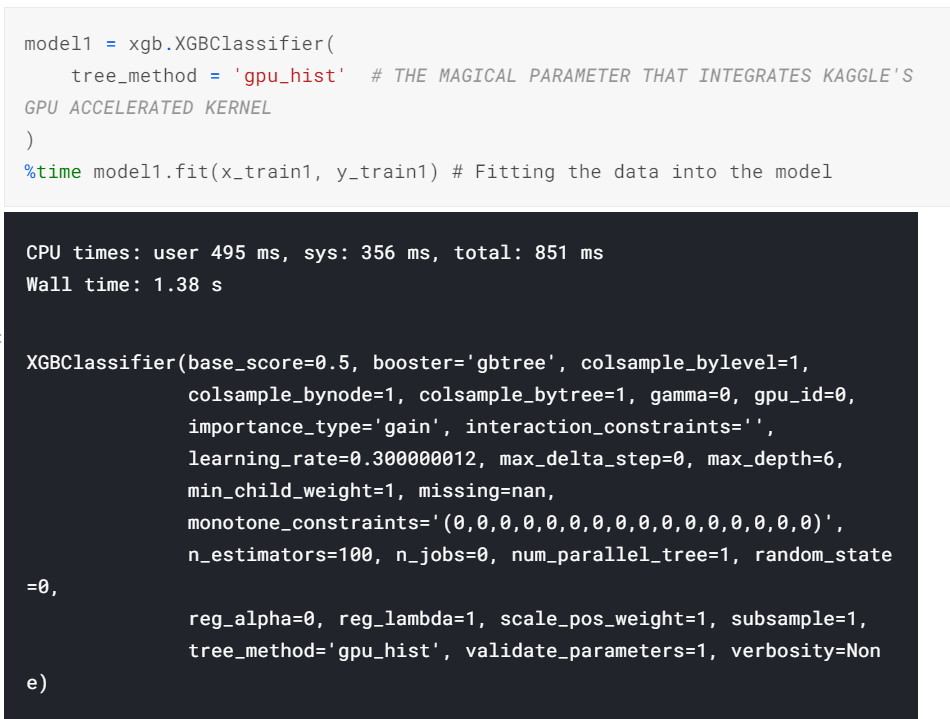 model1 = xgb.XGBClassifier(
    tree_method = 'gpu_hist'  # THE MAGICAL PARAMETER THAT INTEGRATES KAGGLE'S
GPU ACCELERATED KERNEL
)
%time model1.fit(x_train1, y_train1) # Fitting the data into the model
CPU times: user 495 ms, sys: 356 ms, total: 851 ms
Wall time: 1.38 s
XGBClassifier(base_score=0.5, booster='gbtree', colsample_bylevel=1,
              colsample_bynode=1, colsample_bytree=1, gamma=0, gpu_id=0,
              importance_type='gain', interaction_constraints='',
              learning_rate=0.300000012, max_delta_step=0, max_depth=6,
              min_child_weight=1, missing=nan,
              monotone_constraints='(0,0,0,0,0,0,0,0,0,0,0,0,0,0,0,0)',
              n_estimators=100, n_jobs=0, num_parallel_tree=1, random_state
=0,
              reg_alpha=0, reg_lambda=1, scale_pos_weight=1, subsample=1,
              tree_method='gpu_hist', validate_parameters=1, verbosity=Non
e)